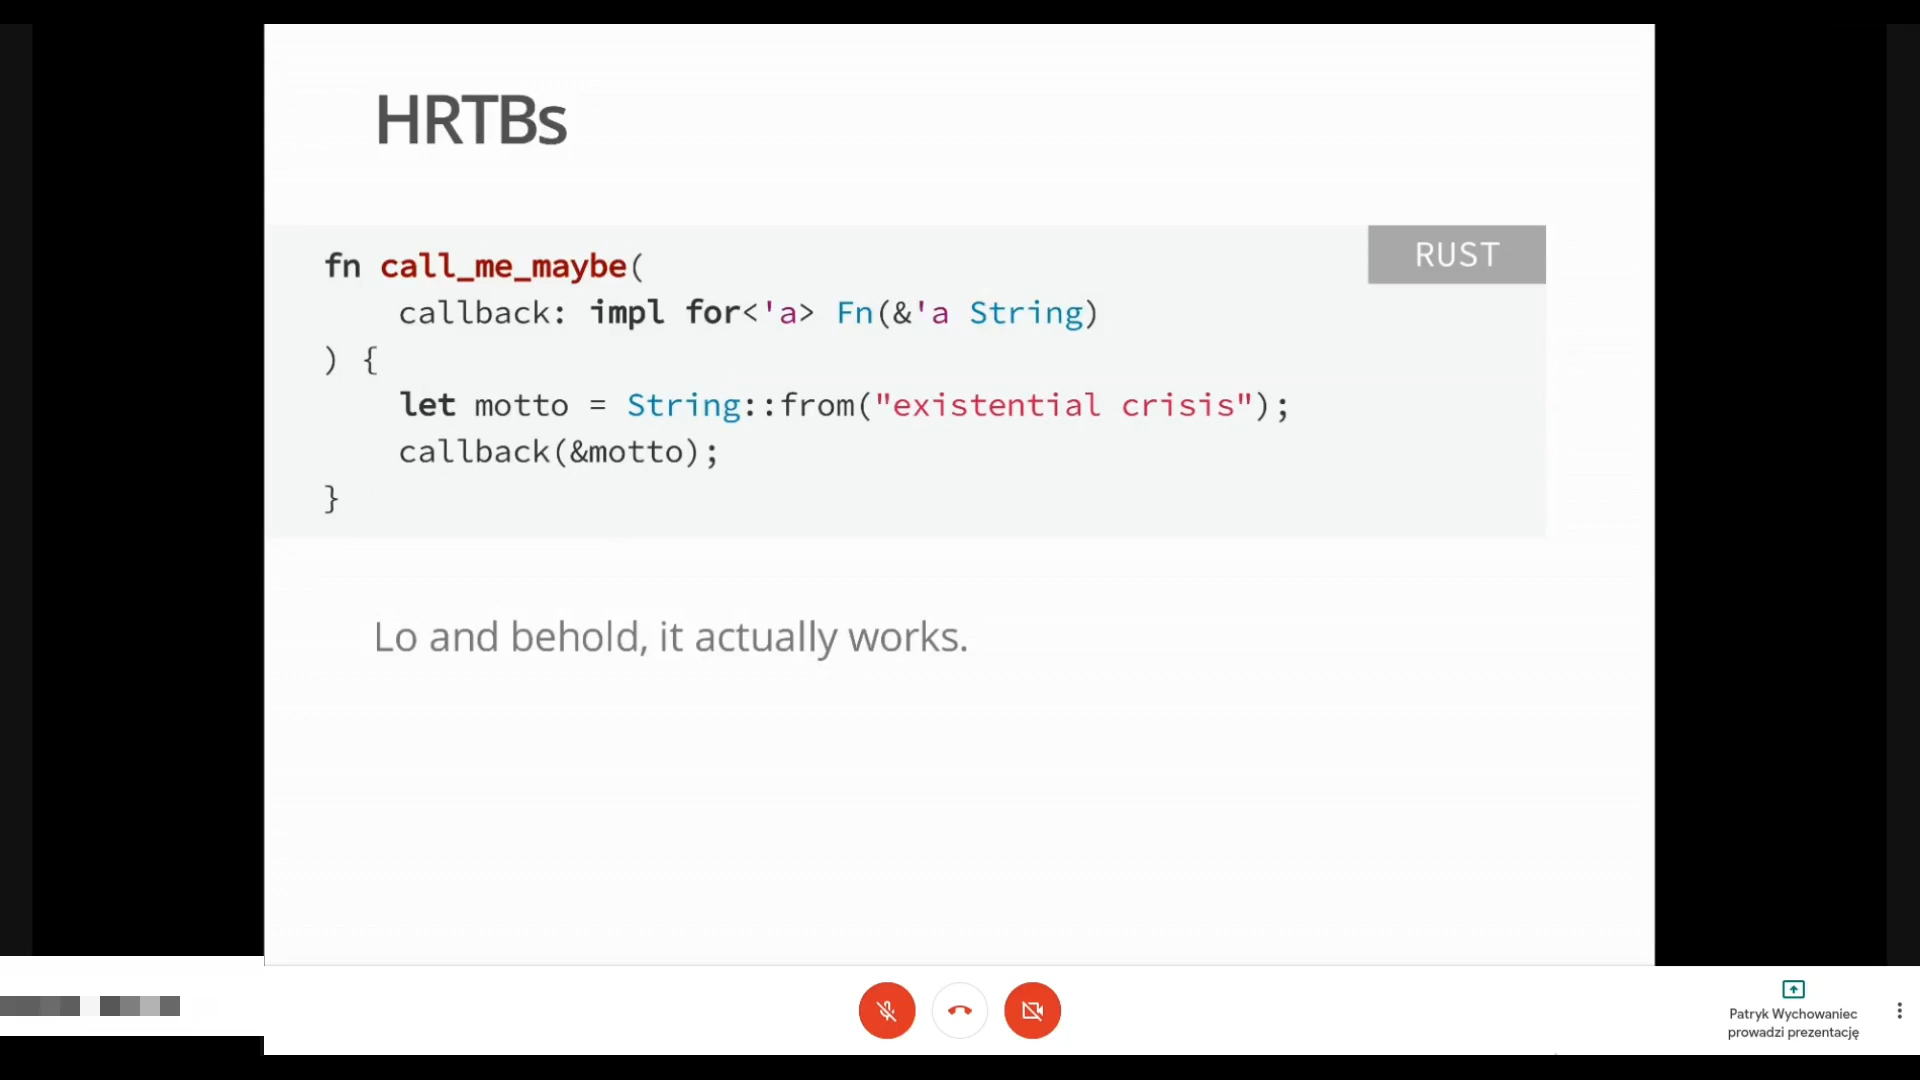 HRTBs
RUST
fn call_me_maybe(
    callback: impl for<'a> Fn(&'a String)
) {
    let motto = String::from("existential crisis");
    callback(&motto);
}
Lo and behold, it actually works.
Patryk Wychowaniec
prowadzi prezentację